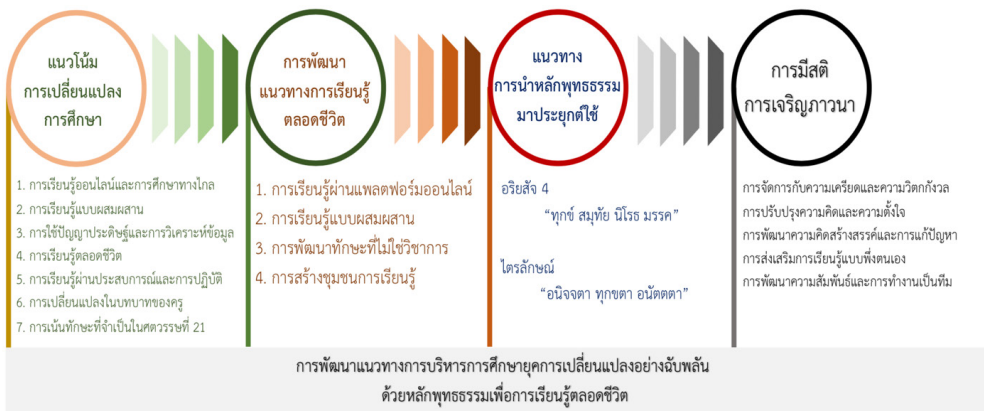 แนวโน้ม
การเปลี่ยนแปลง
การศึกษา
การพัฒนา
แนวทางการเรียนรู้
ตลอดชีวิต
แนวทาง
การนำหลักพุทธธรรม
มาประยุกต์ใช้
การมีสติ
การเจริญภาวนา
1. การเรียนรู้ออนไลน์และการศึกษาทางไกล
2. การเรียนรู้แบบผสมผสาน
3. การใช้ปัญญาประดิษฐ์และการวิเคราะห์ข้อมูล
4. การเรียนรู้ตลอดชีวิต
5. การเรียนรู้ผ่านประสบการณ์และการปฏิบัติ
6. การเปลี่ยนแปลงในบทบาทของครู
7. การเน้นทักษะที่จำเป็นในศตวรรษที่ 21
1. การเรียนรู้ผ่านแพลตฟอร์มออนไลน์
2. การเรียนรู้แบบผสมผสาน
3. การพัฒนาทักษะที่ไม่ใช่วิชาการ
4. การสร้างชุมชนการเรียนรู้
อริยสัจ 4
“ทุกข์ สมุทัย นิโรธ มรรค”
ไตรลักษณ์
“อนิจจตา ทุกขตา อนัตตตา”
การจัดการกับความเครียดและความวิตกกังวล
การปรับปรุงความคิดและความตั้งใจ
การพัฒนาความคิดสร้างสรรค์และการแก้ปัญหา
การส่งเสริมการเรียนรู้แบบพึ่งตนเอง
การพัฒนาความสัมพันธ์และการทำงานเป็นทีม
การพัฒนาแนวทางการบริหารการศึกษายุคการเปลี่ยนแปลงอย่างฉับพลัน
ด้วยหลักพุทธธรรมเพื่อการเรียนรู้ตลอดชีวิต